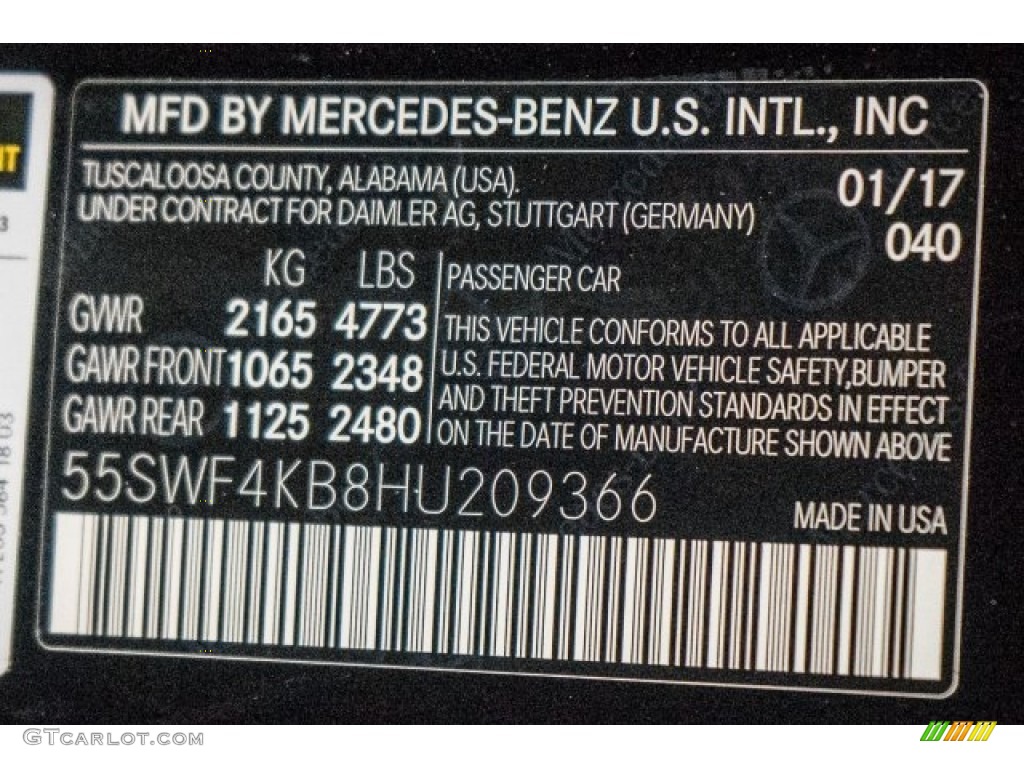 MFD BY MERCEDES-BENZ U.S. INTL., INC
TUSCALOOSA COUNTY, ALABAMA (USA).
UNDER CONTRACT FOR DAIMLER AG, STUTTGART (GERMANY)
01/17
040
KG LBS
GVWR 2165 4773
GAWR FRONT 1065 2348
GAWR REAR 1125 2480
PASSENGER CAR
THIS VEHICLE CONFORMS TO ALL APPLICABLE
U.S. FEDERAL MOTOR VEHICLE SAFETY,BUMPER
AND THEFT PREVENTION STANDARDS IN EFFECT
ON THE DATE OF MANUFACTURE SHOWN ABOVE
55SWF4KB8HU209366
MADE IN USA
GTcarlot.com